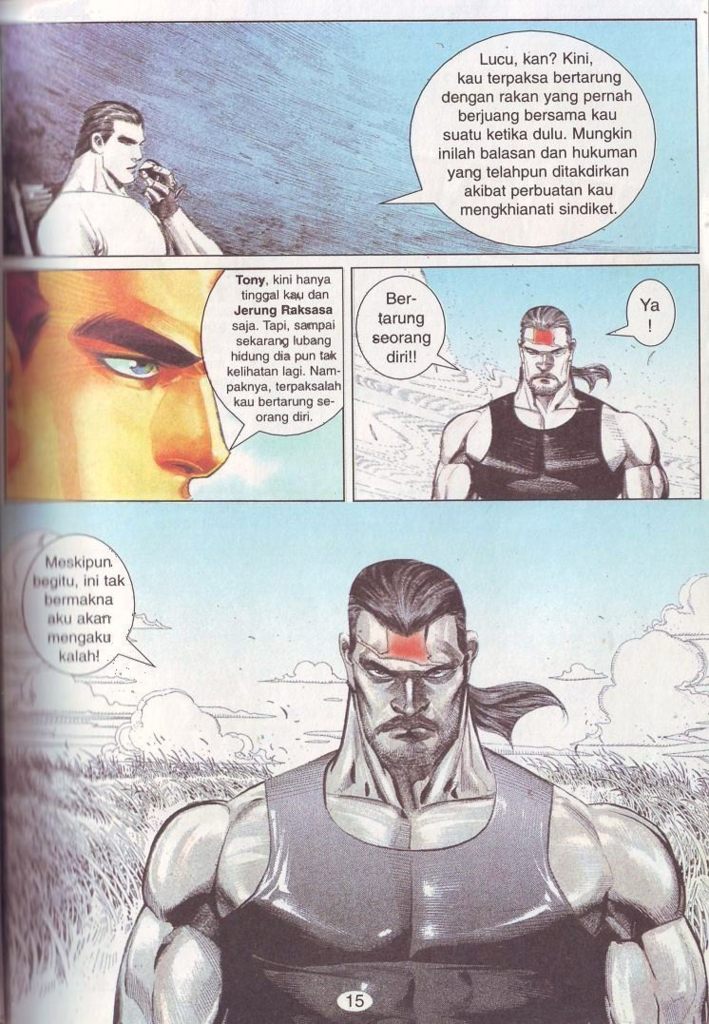 Lucu, kan? Kini,
kau terpaksa bertarung
dengan rakan yang pernah
berjuang bersama kau
suatu ketika dulu. Mungkin
inilah balasan dan hukuman
yang telahpun ditakdirkan
akibat perbuatan kau
mengkhianati sindiket.
Tony, kini hanya
tinggal kau dan
Jerung Raksasa
saja. Tapi, sampai
sekarang lubang
hidung dia pun tak
kelihatan lagi. Nam-
paknya, terpaksalah
kau bertarung se-
orang diri.
Ber-
tarung
seorang
diri!!
Ya
!
Meskipun
begitu, ini tak
bermakna
aku akan
mengaku
kalah!
15